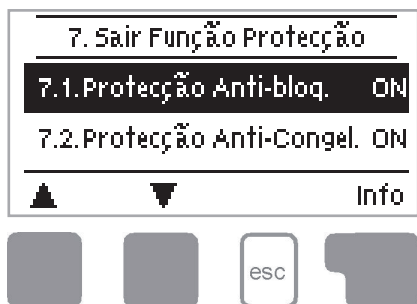 7. Sair Função Protecção
7.1.Protecção Anti-bloq. ON
7.2.Protecção Anti-Congel. ON
Info
esc